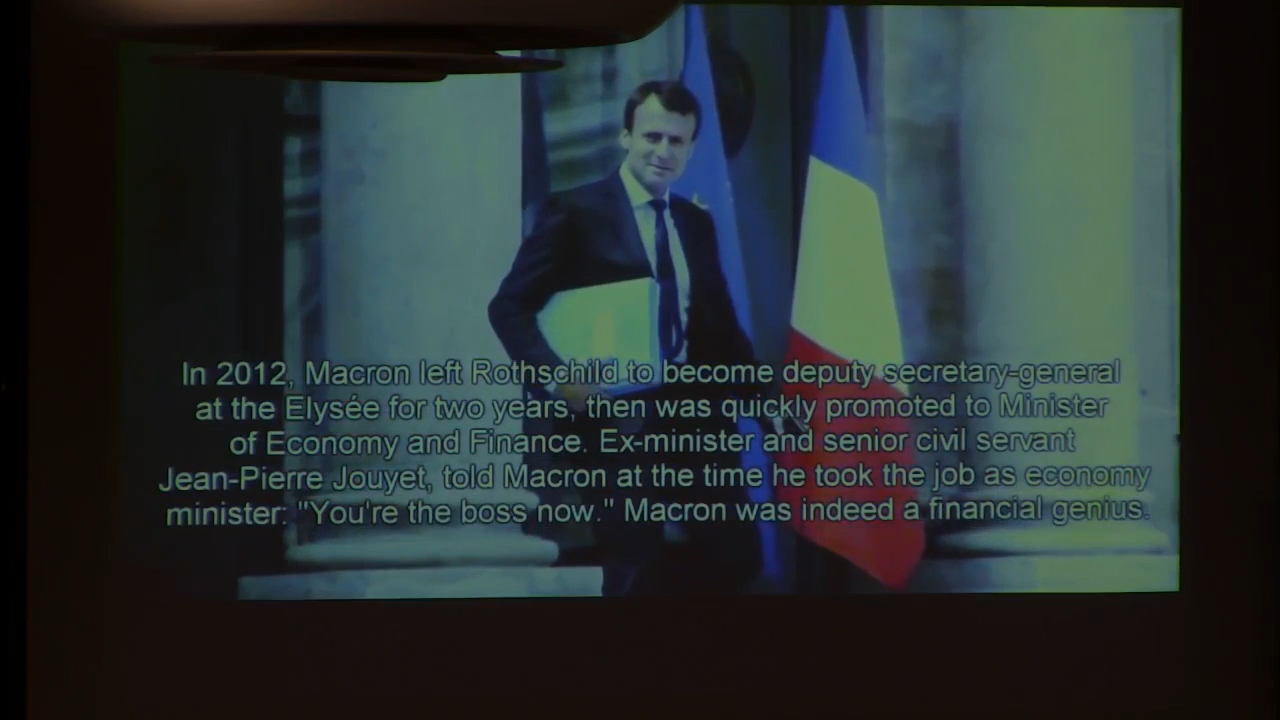 In 2012, Macron left Rothschild to become deputy secretary-general
at the Elysée for two years, then was quickly promoted to Minister
of Economy and Finance. Ex-minister and senior civil servant
Jean-Pierre Jouyet, told Macron at the time he took the job as economy
minister: "You're the boss now." Macron was indeed a financial genius.